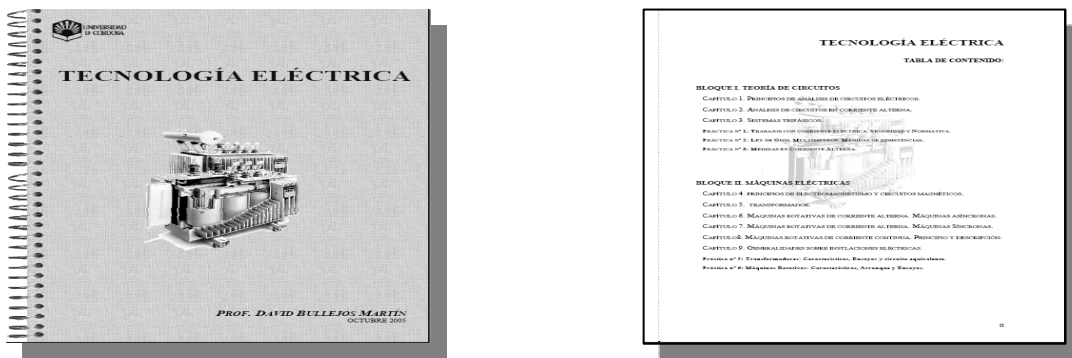 UNIVERSIDAD
D CÓRDOBA
TECNOLOGÍA ELÉCTRICA
PROF. DAVID BULLEJOS MARTÍN
OCTUBRE 2005
TECNOLOGÍA ELÉCTRICA
TABLA DE CONTENIDO:
BLOQUE I. TEORÍA DE CIRCUITOS
CAPÍTULO 1. PRINCIPIOS DE ANÁLISIS DE CIRCUITOS ELÉCTRICOS.
CAPÍTULO 2. ANÁLISIS DE CIRCUITOS EN CORRIENTE ALTERNA.
CAPÍTULO 3. SISTEMAS TRIFÁSICOS.
PRÁCTICA Nº 1: TRABAJOS CON CORRIENTE ELÉCTRICA. SEGURIDAD Y NORMATIVA.
PRÁCTICA Nº 2: LEY DE OHM. MULTÍMETROS. MEDIDAS DE RESISTENCIAS.
PRÁCTICA Nº 3: MEDIDAS EN CORRIENTE ALTERNA.
BLOQUE II. MÁQUINAS ELÉCTRICAS
CAPÍTULO 4. PRINCIPIOS DE ELECTROMAGNETISMO Y CIRCUITOS MAGNÉTICOS.
CAPÍTULO 5. TRANSFORMADOR.
CAPÍTULO 6. MAQUINAS ROTATIVAS DE CORRIENTE ALTERNA. MÁQUINAS ASÍNCRONAS.
CAPÍTULO 7. MÁQUINAS ROTATIVAS DE CORRIENTE ALTERNA. MÁQUINAS SÍNCRONAS.
CAPÍTULO8. MÁQUINAS ROTATIVAS DE CORRIENTE CONTINUA. PRINCIPIO Y DESCRIPCIÓN.
CAPÍTULO 9. GENERALIDADES SOBRE INSTLACIONES ELÉCTRICAS.
Práctica nº 5: Transformadores: Características, Ensayos y circuito equivalente.
Práctica nº 6: Máquinas Rotativas: Características, Arranque y Ensayos.
II